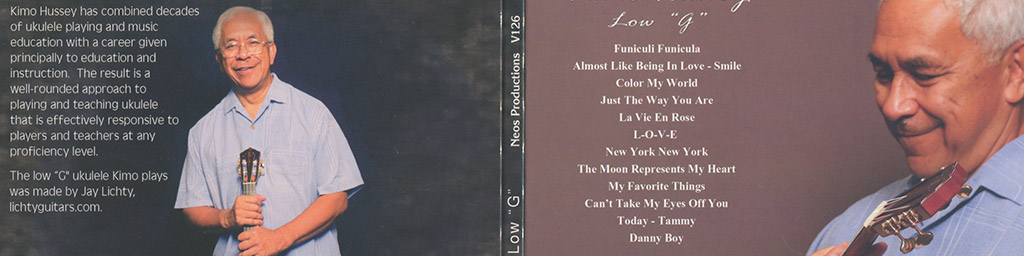 Kimo Hussey has combined decades
of ukulele playing and music
education with a career given
principally to education and
instruction. The result is a
well-rounded approach to
playing and teaching ukulele
that is effectively responsive to
players and teachers at any
proficiency level.
The low "G" ukulele Kimo plays
was made by Jay Lichty,
lichtyguitars.com.
Low "G" Neos Productions V126
Low "G"
Funiculi Funicula
Almost Like Being In Love - Smile
Color My World
Just The Way You Are
La Vie En Rose
L-O-V-E
New York New York
The Moon Represents My Heart
My Favorite Things
Can't Take My Eyes Off You
Today - Tammy
Danny Boy